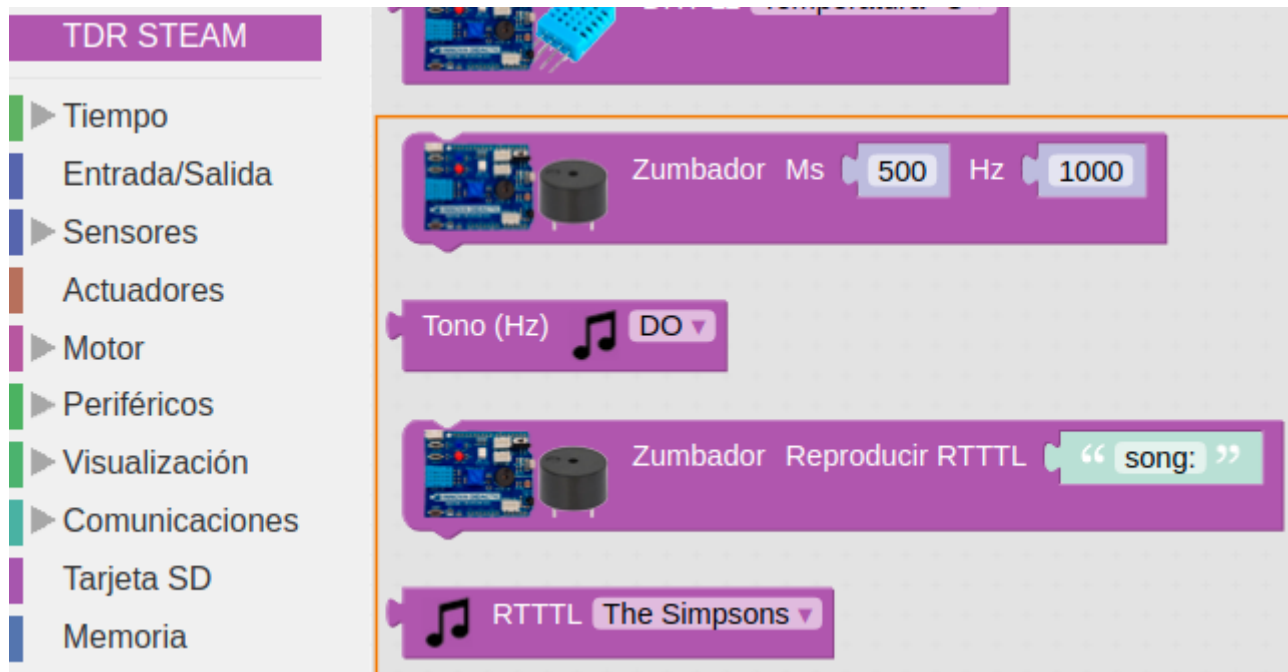 TDR STEAM
Tiempo
Entrada/Salida
Sensores
Actuadores
Motor
Periféricos
Visualización
Comunicaciones
Tarjeta SD
Memoria
Zumbador Ms 500 Hz 1000
Tono (Hz) DO
Zumbador Reproducir RTTTL “ song: ”
RTTTL The Simpsons